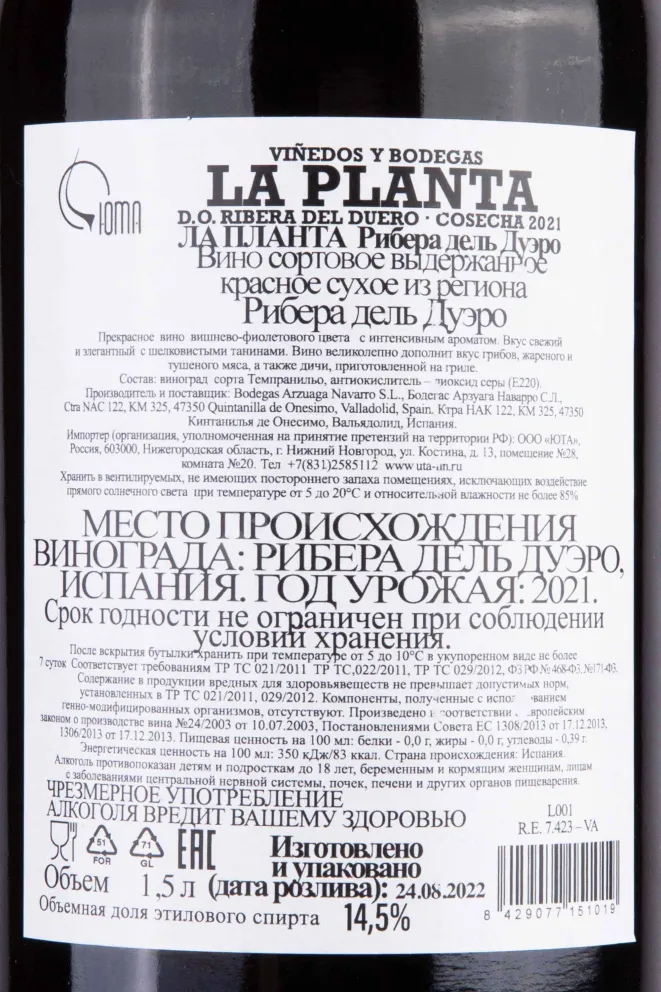 ЮТА
VIÑEDOS Y BODEGAS
LA PLANTA
D.O. RIBERA DEL DUERO · COSECHA 2021
ЛА ПЛАНТА Рибера дель Дуэро
Вино сортовое выдержанное
красное сухое из региона
Рибера дель Дуэро
Прекрасное вино вишнево-фиолетового цвета с интенсивным ароматом. Вкус свежий
и элегантный с шелковистыми танинами. Вино великолепно дополнит вкус грибов, жареного и
тушеного мяса, а также дичи, приготовленной на гриле.
Состав: виноград сорта Темпранильо, антиокислитель – диоксид серы (Е220).
Производитель и поставщик: Bodegas Arzuaga Navarro S.L., Бодегас Арзуага Наварро С.Л.,
Ctra NAC 122, KM 325, 47350 Quintanilla de Onesimo, Valladolid, Spain, Ктра НАК 122, КМ 325, 47350
Кинтанилья де Онесимо, Вальядолид, Испания.
Импортер (организация, уполномоченная на принятие претензий на территории РФ): ООО «ЮТА»,
Россия, 603000, Нижегородская область, г. Нижний Новгород, ул. Костина, д. 13, помещение №28,
комната №20. Тел +7(831)2585112 www.uta-nn.ru
Хранить в вентилируемых, не имеющих постороннего запаха помещениях, исключающих воздействие
прямого солнечного света при температуре от 5 до 20°С и относительной влажности не более 85%
МЕСТО ПРОИСХОЖДЕНИЯ
ВИНОГРАДА: РИБЕРА ДЕЛЬ ДУЭРО,
ИСПАНИЯ. ГОД УРОЖАЯ: 2021.
Срок годности не ограничен при соблюдении
условий хранения.
После вскрытия бутылки хранить при температуре от 5 до 10°С в укупоренном виде не более
7 суток Соответствует требованиям ТР ТС 021/2011 ТР ТС,022/2011, ТР ТС 029/2012, ФЗ РФ № 468-ФЗ, №171-ФЗ.
Содержание в продукции вредных для здоровья веществ не превышает допустимых норм,
установленных в ТР ТС 021/2011, 029/2012. Компоненты, полученные с использованием
генно-модифицированных организмов, отсутствуют. Произведено в соответствии с европейским
законом о производстве вина №24/2003 от 10.07.2003, Постановлениями Совета ЕС 1308/2013 от 17.12.2013,
1306/2013 от 17.12.2013. Пищевая ценность на 100 мл: белки - 0,0 г, жиры - 0,0 г, углеводы - 0,39 г.
Энергетическая ценность на 100 мл: 350 кДж/83 ккал. Страна происхождения: Испания.
Алкоголь противопоказан детям и подросткам до 18 лет, беременным и кормящим женщинам, лицам
с заболеваниями центральной нервной системы, почек, печени и других органов пищеварения.
ЧРЕЗМЕРНОЕ УПОТРЕБЛЕНИЕ
АЛКОГОЛЯ ВРЕДИТ ВАШЕМУ ЗДОРОВЬЮ
L001
R.E. 7.423 – VA
51
FOR
71
GL
EAC
Изготовлено
и упаковано
(дата розлива): 24.08.2022
Объем 1,5 л
Объемная доля этилового спирта 14,5%
8 429077 151019